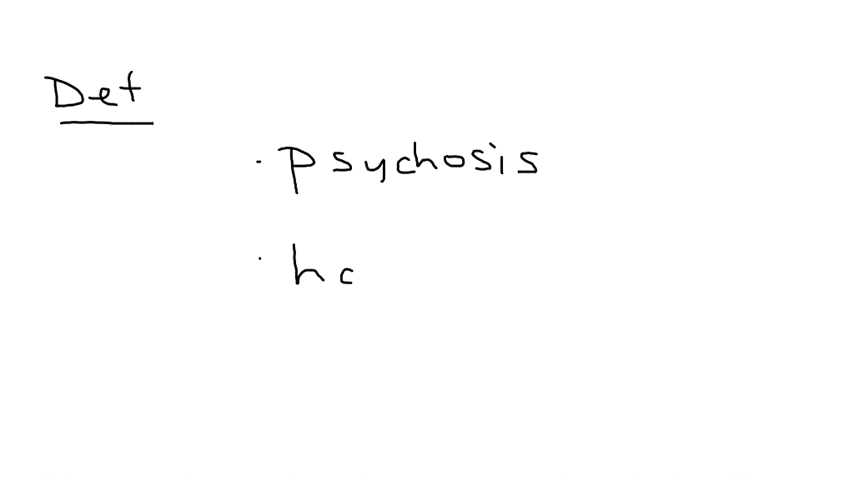 Def
· psychosis
· hc